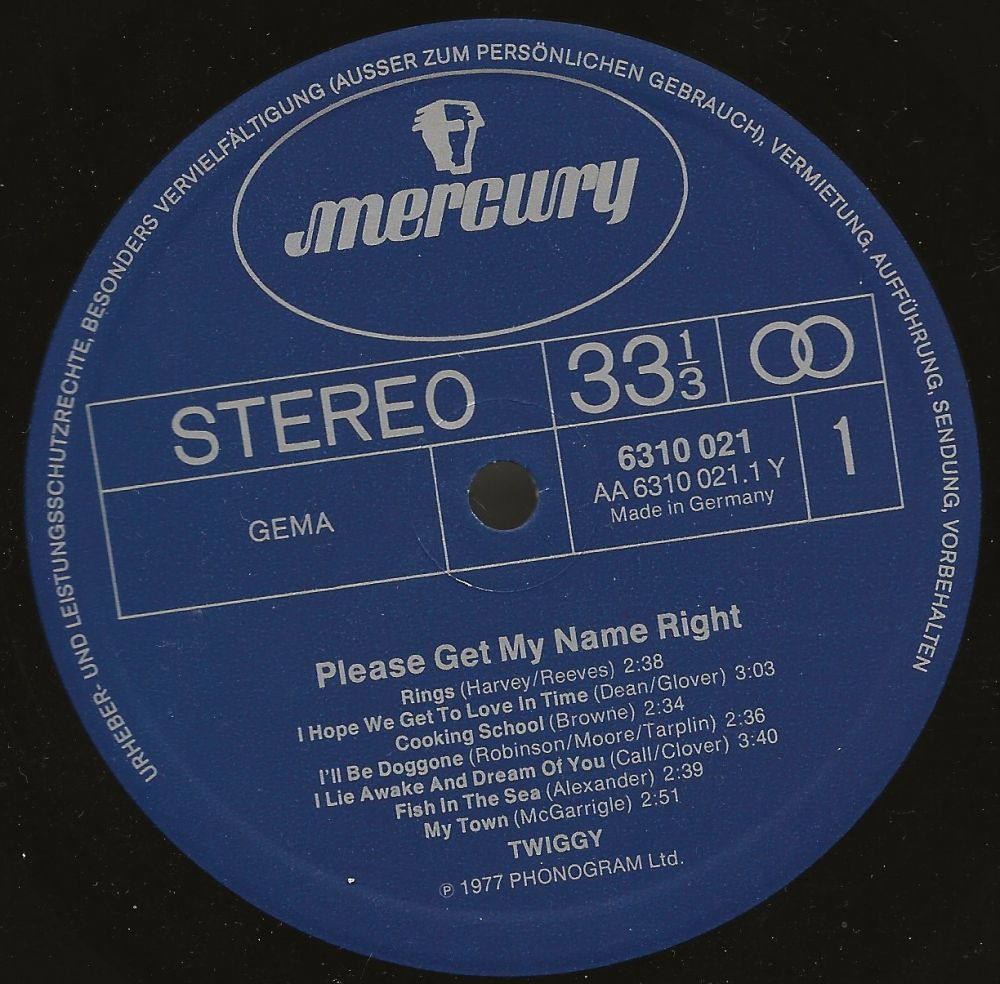 URHEBER- UND LEISTUNGSSCHUTZRECHTE, BESONDERS VERVIELFÄLTIGUNG (AUSSER ZUM PERSÖNLICHEN GEBRAUCH), VERMIETUNG, AUFFÜHRUNG, SENDUNG, VORBEHALTEN
mercury
STEREO
33 1/3
GEMA
6310 021
AA 6310 021.1 Y
Made in Germany
1
Please Get My Name Right
Rings (Harvey/Reeves) 2:38
I Hope We Get To Love In Time (Dean/Glover) 3:03
Cooking School (Browne) 2:34
I'll Be Doggone (Robinson/Moore/Tarplin) 2:36
I Lie Awake And Dream Of You (Call/Clover) 3:40
Fish In The Sea (Alexander) 2:39
My Town (McGarrigle) 2:51
TWIGGY
℗ 1977 PHONOGRAM Ltd.